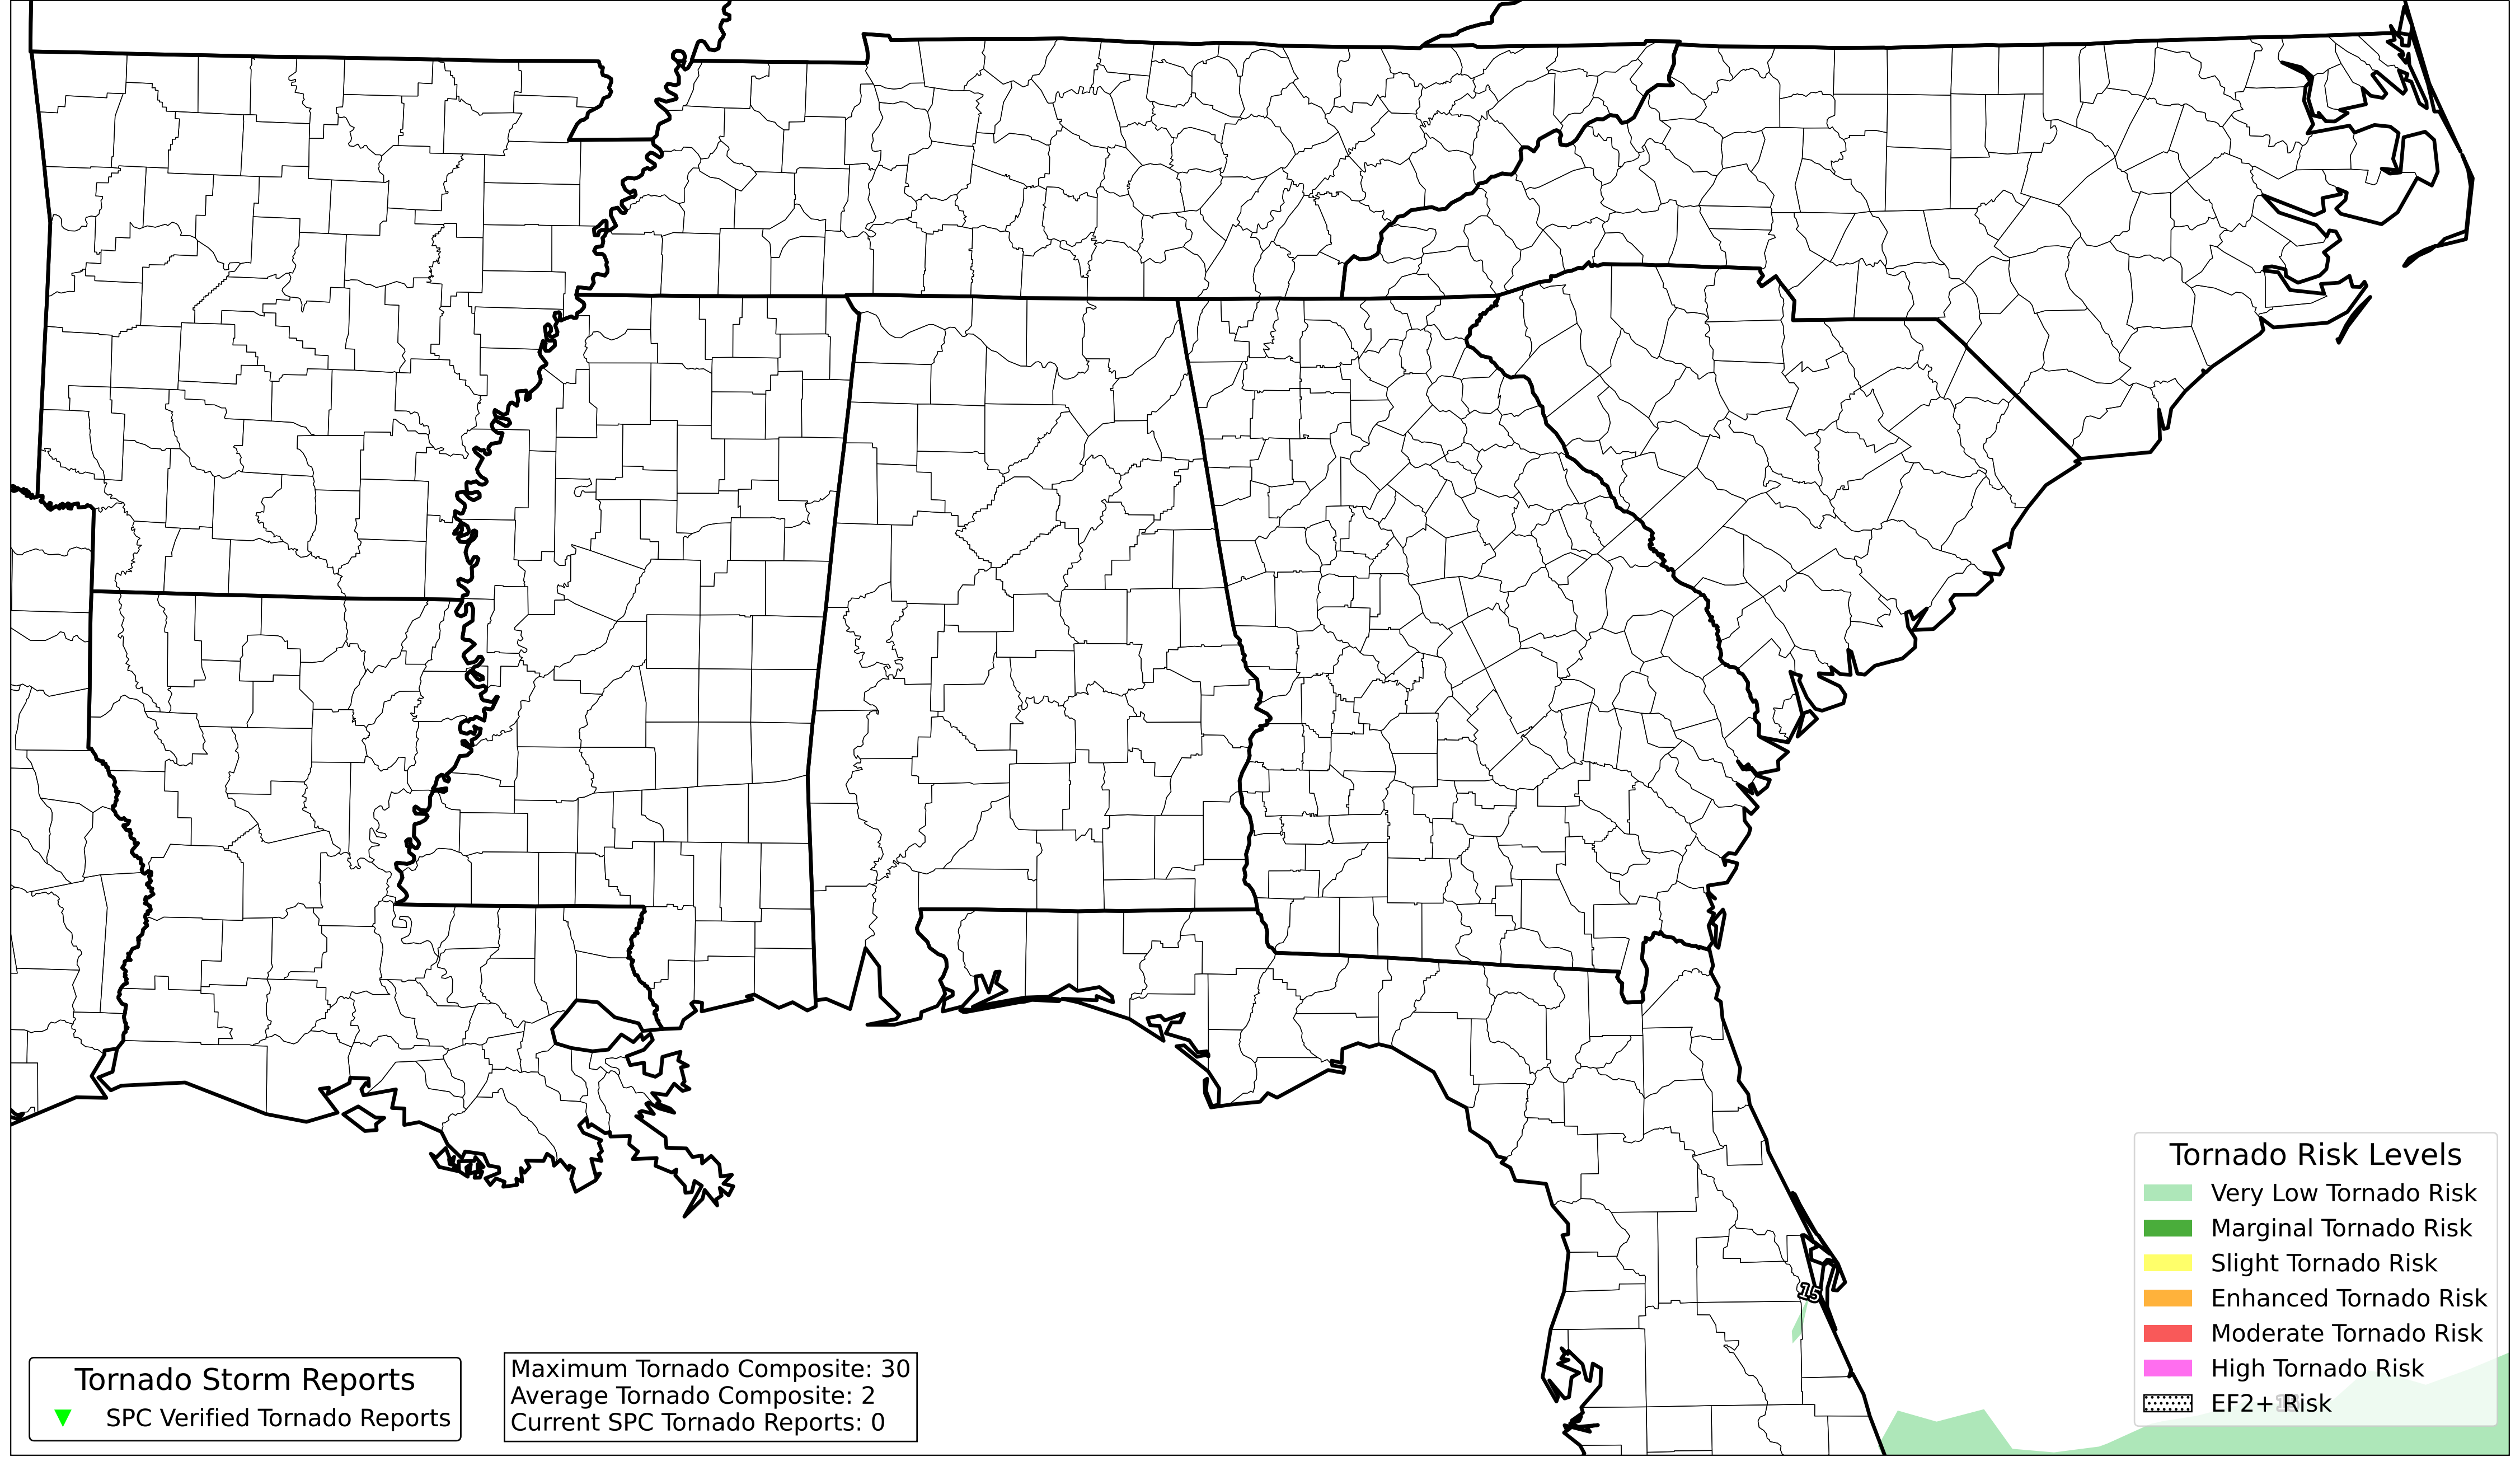 15
Tornado Risk Levels
Very Low Tornado Risk
Marginal Tornado Risk
Slight Tornado Risk
Enhanced Tornado Risk
Moderate Tornado Risk
High Tornado Risk
EF2+ Risk
Tornado Storm Reports
SPC Verified Tornado Reports
Maximum Tornado Composite: 30
Average Tornado Composite: 2
Current SPC Tornado Reports: 0